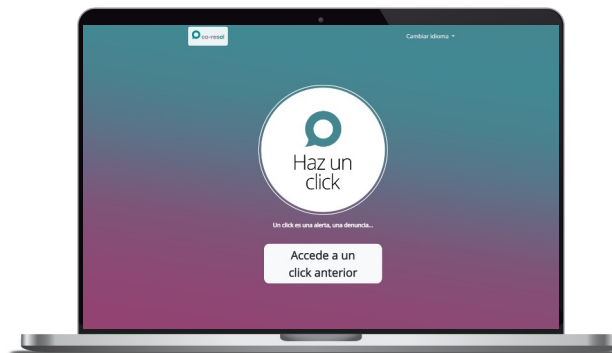 co-resol
Cambiar idioma
Haz un
click
Un click es una alerta, una denuncia...
Accede a un
click anterior